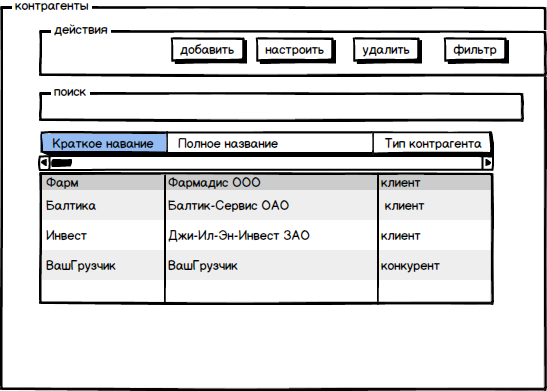 контрагенты
действия
добавить настроить удалить фильтр
поиск
Краткое навание Полное название Тип контрагента
Фарм Фармадис ООО клиент
Балтика Балтик-Сервис ОАО клиент
Инвест Джи-Ил-Эн-Инвест ЗАО клиент
ВашГрузчик ВашГрузчик конкурент